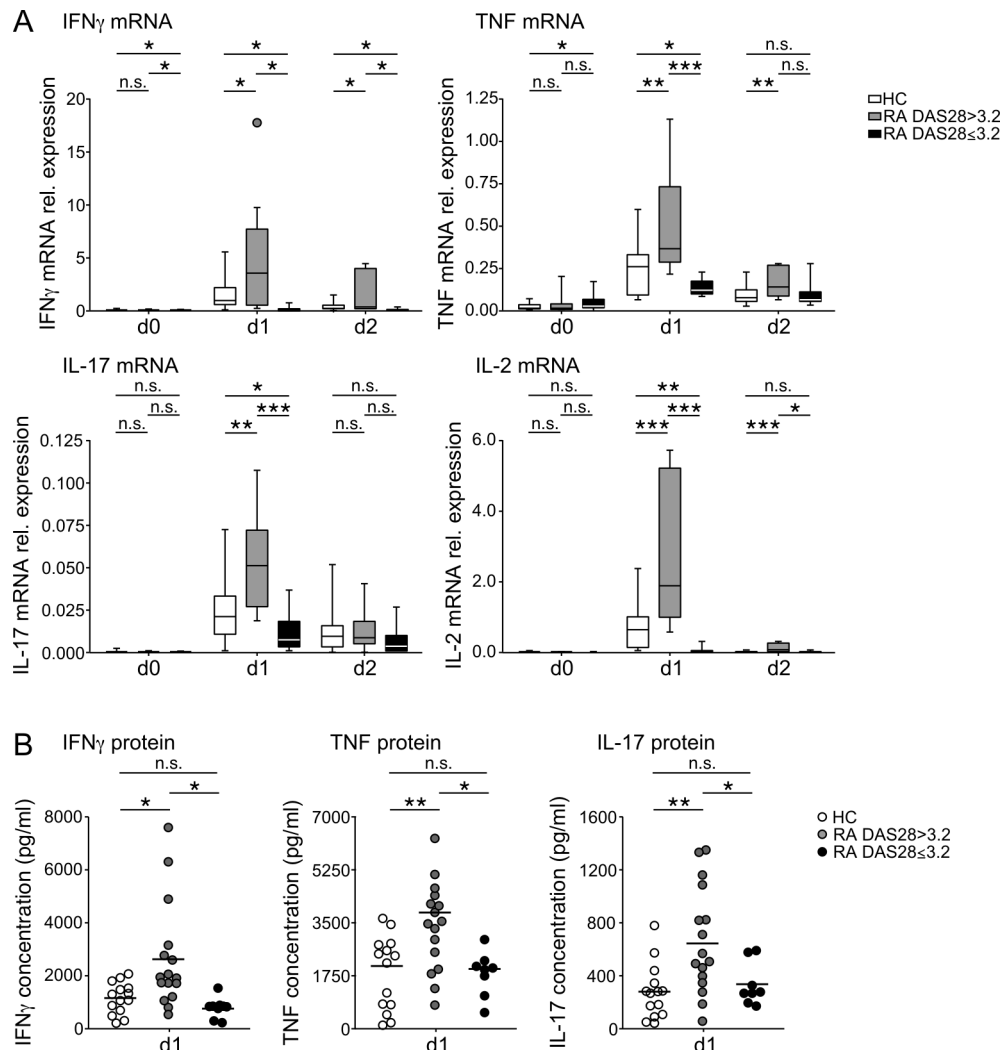 A
IFNγ mRNA
TNF mRNA
* * *
* * *
n.s. * *
* * n.s.
n.s. *** n.s.
n.s. ** **
HC
RA DAS28>3.2
RA DAS28≤3.2
IFNγ mRNA rel. expression
20
15
10
5
0
d0 d1 d2
TNF mRNA rel. expression
1.25
1.00
0.75
0.50
0.25
0.00
d0 d1 d2
IL-17 mRNA
IL-2 mRNA
n.s. * n.s.
n.s. *** n.s.
n.s. ** n.s.
n.s. ** n.s.
n.s. *** *
n.s. *** ***
IL-17 mRNA rel. expression
0.125
0.100
0.075
0.050
0.025
0.000
d0 d1 d2
IL-2 mRNA rel. expression
6.0
4.0
2.0
0.0
d0 d1 d2
B
IFNγ protein
TNF protein
IL-17 protein
n.s.
* *
n.s.
** *
n.s.
** *
HC
RA DAS28>3.2
RA DAS28≤3.2
IFNγ concentration (pg/ml)
8000
6000
4000
2000
0
d1
TNF concentration (pg/ml)
7000
5250
3500
1750
0
d1
IL-17 concentration (pg/ml)
1600
1200
800
400
0
d1